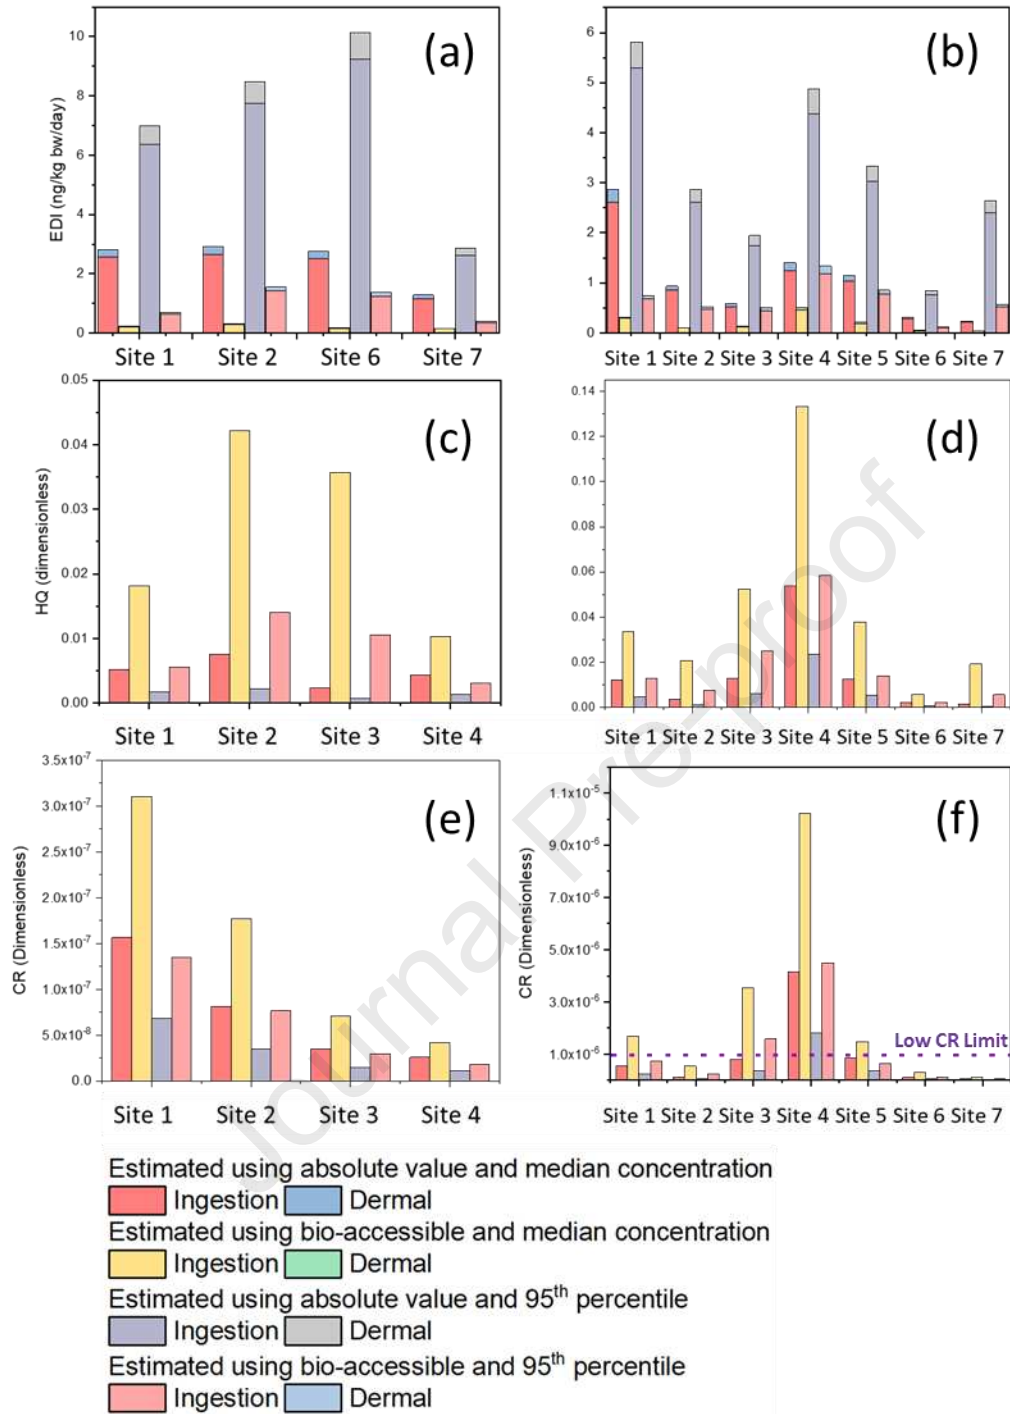 (a)
EDI (ng/kg bw/day)
10
8
6
4
2
0
Site 1 Site 2 Site 6 Site 7
(b)
6
5
4
3
2
1
0
Site 1 Site 2 Site 3 Site 4 Site 5 Site 6 Site 7
(c)
HQ (dimensionless)
0.05
0.04
0.03
0.02
0.01
0.00
Site 1 Site 2 Site 3 Site 4
(d)
0.14
0.12
0.10
0.08
0.06
0.04
0.02
0.00
Site 1 Site 2 Site 3 Site 4 Site 5 Site 6 Site 7
(e)
CR (Dimensionless)
3.5x10⁻⁷
3.0x10⁻⁷
2.5x10⁻⁷
2.0x10⁻⁷
1.5x10⁻⁷
1.0x10⁻⁷
5.0x10⁻⁸
0.0
Site 1 Site 2 Site 3 Site 4
(f)
CR (Dimensionless)
1.1x10⁻⁵
9.0x10⁻⁶
7.0x10⁻⁶
5.0x10⁻⁶
3.0x10⁻⁶
1.0x10⁻⁶
Low CR Limit
Site 1 Site 2 Site 3 Site 4 Site 5 Site 6 Site 7
Journal Pre-proof
Estimated using absolute value and median concentration
Ingestion Dermal
Estimated using bio-accessible and median concentration
Ingestion Dermal
Estimated using absolute value and 95th percentile
Ingestion Dermal
Estimated using bio-accessible and 95th percentile
Ingestion Dermal